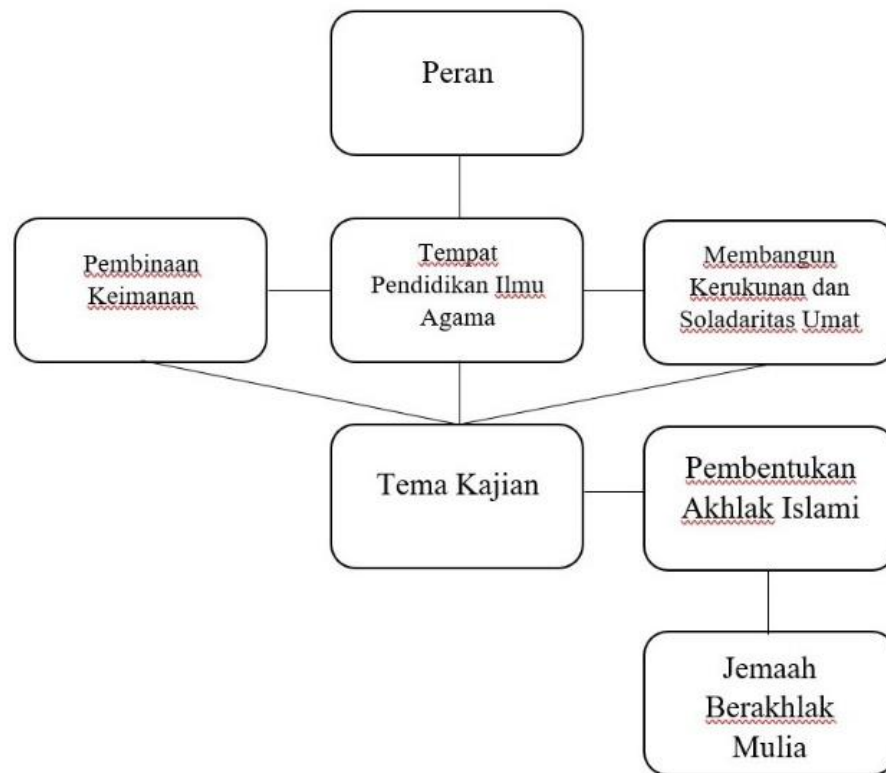 Peran
Pembinaan
Keimanan
Tempat
Pendidikan Ilmu
Agama
Membangun
Kerukunan dan
Soladaritas Umat
Tema Kajian
Pembentukan
Akhlak Islami
Jemaah
Berakhlak
Mulia